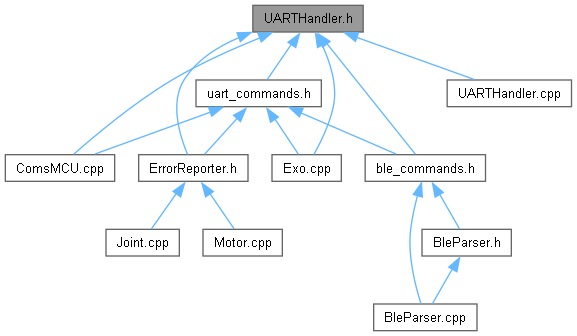 UARTHandler.h
uart_commands.h
UARTHandler.cpp
ComsMCU.cpp
ErrorReporter.h
Exo.cpp
ble_commands.h
Joint.cpp
Motor.cpp
BleParser.h
BleParser.cpp